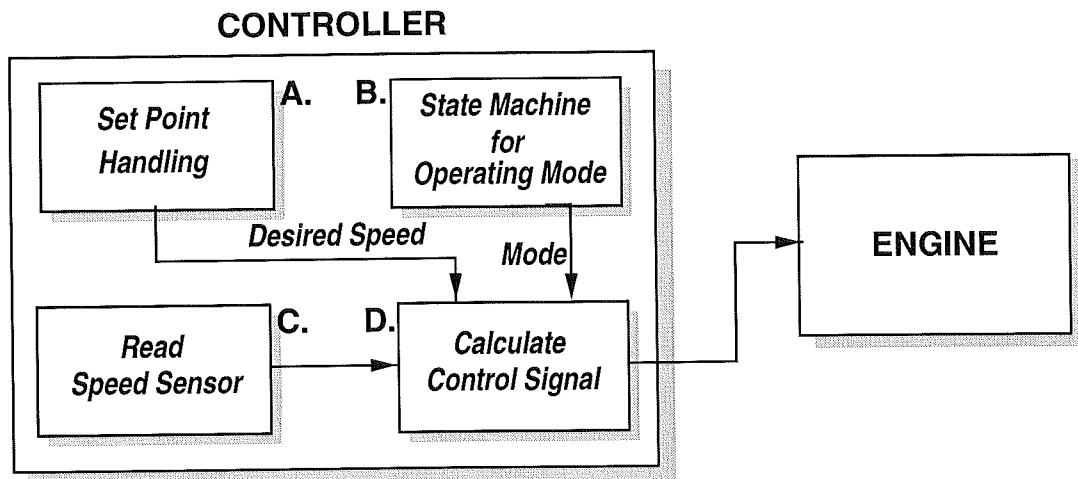 CONTROLLER
A.
Set Point
Handling
B.
State Machine
for
Operating Mode
Desired Speed
Mode
ENGINE
C.
Read
Speed Sensor
D.
Calculate
Control Signal